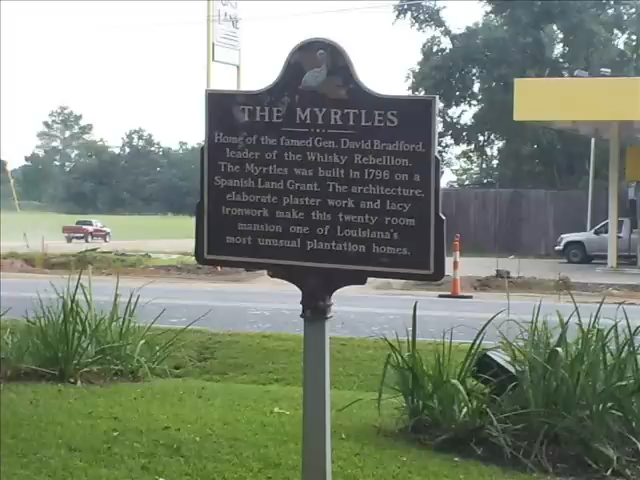 THE MYRTLES
Home of the famed Gen. David Bradford,
leader of the Whisky Rebellion.
The Myrtles was built in 1796 on a
Spanish Land Grant. The architecture,
elaborate plaster work and lacy
ironwork make this twenty room
mansion one of Louisiana's
most unusual plantation homes.